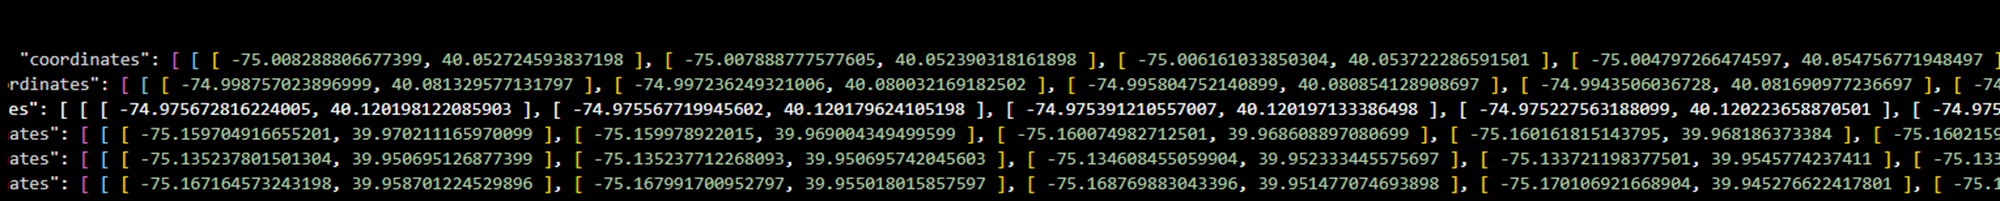 "coordinates": [ [ [ -75.008288806677399, 40.052724593837198 ], [ -75.007888777577605, 40.052390318161898 ], [ -75.006161033850304, 40.053722286591501 ], [ -75.004797266474597, 40.054756771948497 ]
rdinates": [ [ [ -74.998757023896999, 40.081329577131797 ], [ -74.997236249321006, 40.080032169182502 ], [ -74.995804752140899, 40.080854128908697 ], [ -74.9943506036728, 40.081690977236697 ], [ -74
es": [ [ [ -74.975672816224005, 40.120198122085903 ], [ -74.975567719945602, 40.120179624105198 ], [ -74.975391210557007, 40.120197133386498 ], [ -74.975227563188099, 40.120223658870501 ], [ -74.975
nates": [ [ [ -75.159704916655201, 39.970211165970099 ], [ -75.159978922015, 39.969004349499599 ], [ -75.160074982712501, 39.968608897080699 ], [ -75.160161815143795, 39.968186373384 ], [ -75.1602159
nates": [ [ [ -75.135237801501304, 39.950695126877399 ], [ -75.135237712268093, 39.950695742045603 ], [ -75.134608455059904, 39.952333445575697 ], [ -75.133721198377501, 39.9545774237411 ], [ -75.133
nates": [ [ [ -75.167164573243198, 39.958701224529896 ], [ -75.167991700952797, 39.955018015857597 ], [ -75.168769883043396, 39.951477074693898 ], [ -75.170106921668904, 39.945276622417801 ], [ -75.1